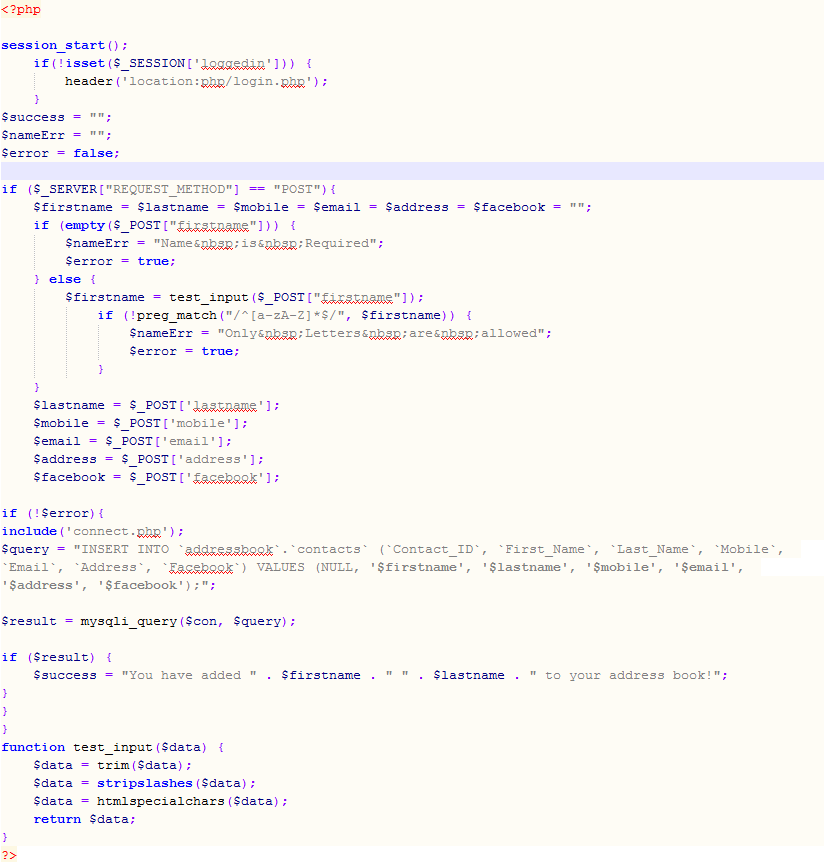 <?php
session_start();
if(!isset($_SESSION['loggedin'])) {
header('location:php/login.php');
}
$success = "";
$nameErr = "";
$error = false;
if ($_SERVER["REQUEST_METHOD"] == "POST"){
$firstname = $lastname = $mobile = $email = $address = $facebook = "";
if (empty($_POST["firstname"])) {
$nameErr = "Name&nbsp;is&nbsp;Required";
$error = true;
} else {
$firstname = test_input($_POST["firstname"]);
if (!preg_match("/^[a-zA-Z]*$/", $firstname)) {
$nameErr = "Only&nbsp;Letters&nbsp;are&nbsp;allowed";
$error = true;
}
}
$lastname = $_POST['lastname'];
$mobile = $_POST['mobile'];
$email = $_POST['email'];
$address = $_POST['address'];
$facebook = $_POST['facebook'];
if (!$error){
include('connect.php');
$query = "INSERT INTO `addressbook`.`contacts` (`Contact_ID`, `First_Name`, `Last_Name`, `Mobile`,
`Email`, `Address`, `Facebook`) VALUES (NULL, '$firstname', '$lastname', '$mobile', '$email',
'$address', '$facebook');";
$result = mysqli_query($con, $query);
if ($result) {
$success = "You have added " . $firstname . " " . $lastname . " to your address book!";
}
}
}
function test_input($data) {
$data = trim($data);
$data = stripslashes($data);
$data = htmlspecialchars($data);
return $data;
}
?>